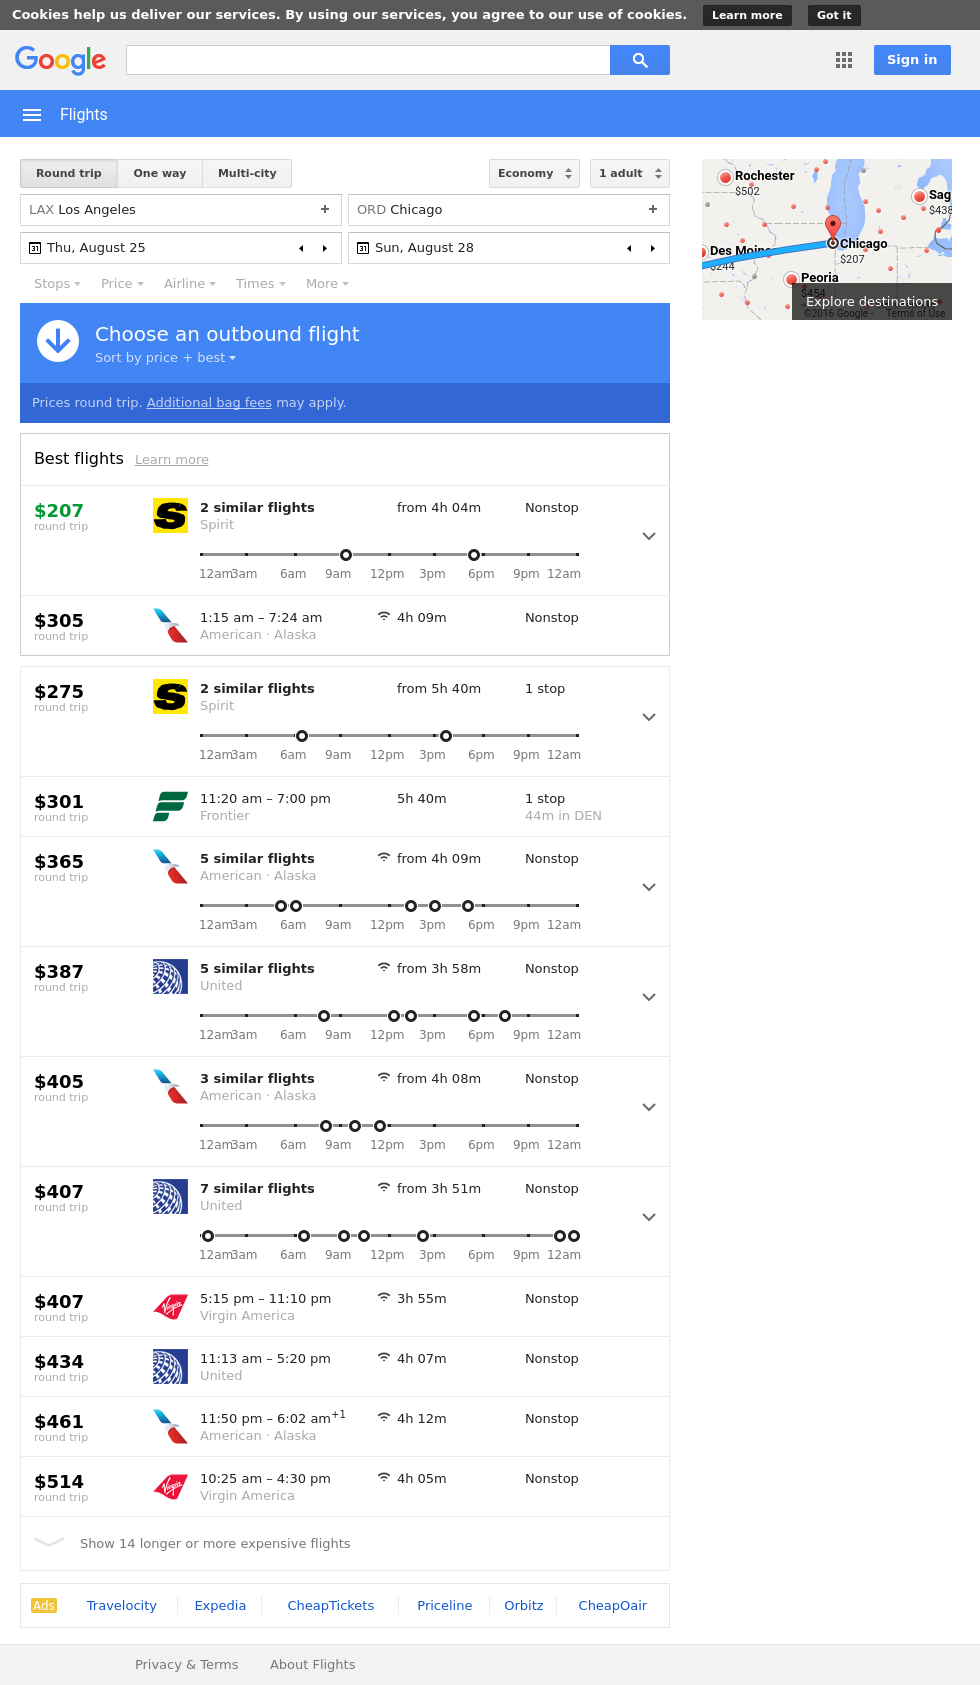 Cookies help us deliver our services. By using our services, you agree to our use of cookies. Learn more Got it
Google Sign in
Flights
Round trip One way Multi-city Economy 1 adult
LAX Los Angeles + ORD Chicago +
31 Thu, August 25 31 Sun, August 28
Stops Price Airline Times More
Rochester
$502
Sag
$438
Des Moine
$244
Chicago
$207
Peoria
$454
Explore destinations
©2016 Google - Terms of Use
Choose an outbound flight
Sort by price + best
Prices round trip. Additional bag fees may apply.
Best flights Learn more
$207 2 similar flights from 4h 04m Nonstop
round trip Spirit
12am 3am 6am 9am 12pm 3pm 6pm 9pm 12am
$305 1:15 am – 7:24 am 4h 09m Nonstop
round trip American · Alaska
$275 2 similar flights from 5h 40m 1 stop
round trip Spirit
12am 3am 6am 9am 12pm 3pm 6pm 9pm 12am
$301 11:20 am – 7:00 pm 5h 40m 1 stop
round trip Frontier 44m in DEN
$365 5 similar flights from 4h 09m Nonstop
round trip American · Alaska
12am 3am 6am 9am 12pm 3pm 6pm 9pm 12am
$387 5 similar flights from 3h 58m Nonstop
round trip United
12am 3am 6am 9am 12pm 3pm 6pm 9pm 12am
$405 3 similar flights from 4h 08m Nonstop
round trip American · Alaska
12am 3am 6am 9am 12pm 3pm 6pm 9pm 12am
$407 7 similar flights from 3h 51m Nonstop
round trip United
12am 3am 6am 9am 12pm 3pm 6pm 9pm 12am
$407 Virgin 5:15 pm – 11:10 pm 3h 55m Nonstop
round trip Virgin America
$434 11:13 am – 5:20 pm 4h 07m Nonstop
round trip United
$461 11:50 pm – 6:02 am+1 4h 12m Nonstop
round trip American · Alaska
$514 Virgin 10:25 am – 4:30 pm 4h 05m Nonstop
round trip Virgin America
Show 14 longer or more expensive flights
Ads Travelocity Expedia CheapTickets Priceline Orbitz CheapOair
Privacy & Terms About Flights